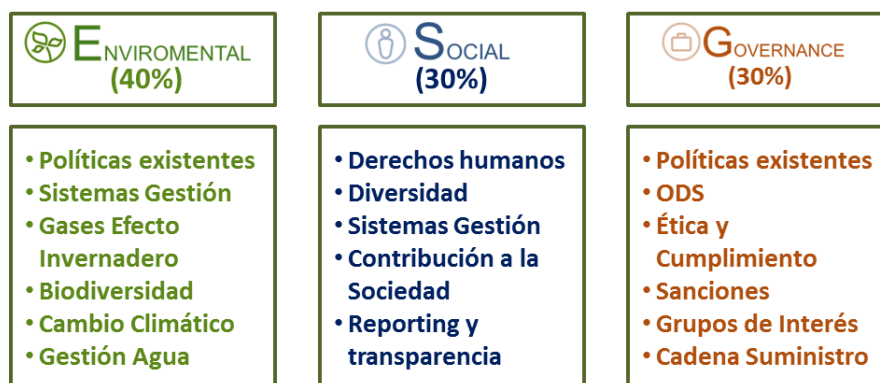 ENVIROMENTAL
(40%)
SOCIAL
(30%)
GOVERNANCE
(30%)
• Políticas existentes
• Sistemas Gestión
• Gases Efecto
Invernadero
• Biodiversidad
• Cambio Climático
• Gestión Agua
• Derechos humanos
• Diversidad
• Sistemas Gestión
• Contribución a la
Sociedad
• Reporting y
transparencia
• Políticas existentes
• ODS
• Ética y
Cumplimiento
• Sanciones
• Grupos de Interés
• Cadena Suministro